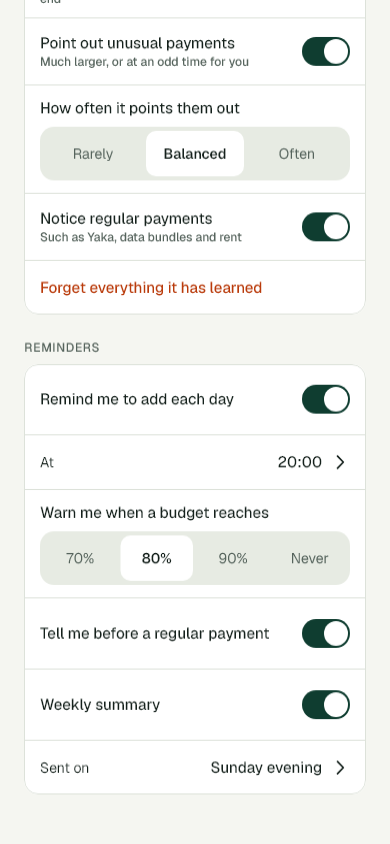 end
Point out unusual payments
Much larger, or at an odd time for you
How often it points them out
Rarely
Balanced
Often
Notice regular payments
Such as Yaka, data bundles and rent
Forget everything it has learned
REMINDERS
Remind me to add each day
At
20:00
Warn me when a budget reaches
70%
80%
90%
Never
Tell me before a regular payment
Weekly summary
Sent on
Sunday evening